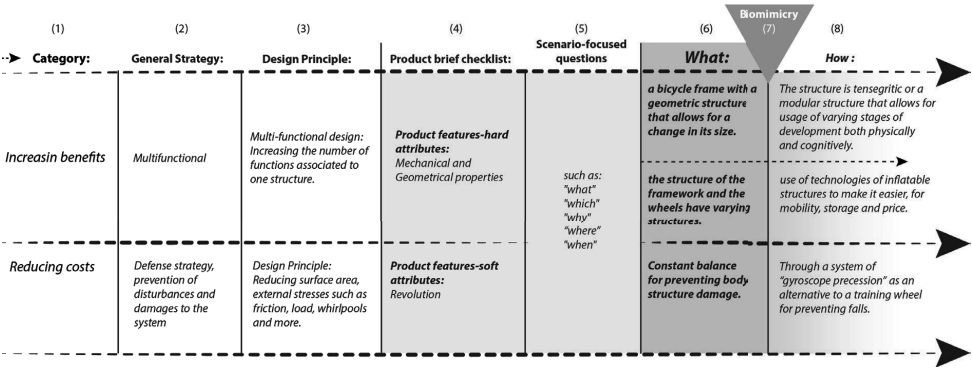 Biomimicry
(1)
(2)
(3)
(4)
(5)
(6)
(7)
(8)
Category:
General Strategy:
Design Principle:
Product brief checklist:
Scenario-focused
questions
What:
How :
Increasin benefits
Multifunctional
Multi-functional design:
Increasing the number of
functions associated to
one structure.
Product features-hard
attributes:
Mechanical and
Geometrical properties
such as:
"what"
"which"
"why"
"where"
"when"
a bicycle frame with a
geometric structure
that allows for a
change in its size.
The structure is tensegritic or a
modular structure that allows for
usage of varying stages of
development both physically
and cognitively.
the structure of the
framework and the
wheels have varying
structures.
use of technologies of inflatable
structures to make it easier, for
mobility, storage and price.
Reducing costs
Defense strategy,
prevention of
disturbances and
damages to the
system
Design Principle:
Reducing surface area,
external stresses such as
friction, load, whirlpools
and more.
Product features-soft
attributes:
Revolution
Constant balance
for preventing body
structure damage.
Through a system of
"gyroscope precession" as an
alternative to a training wheel
for preventing falls.